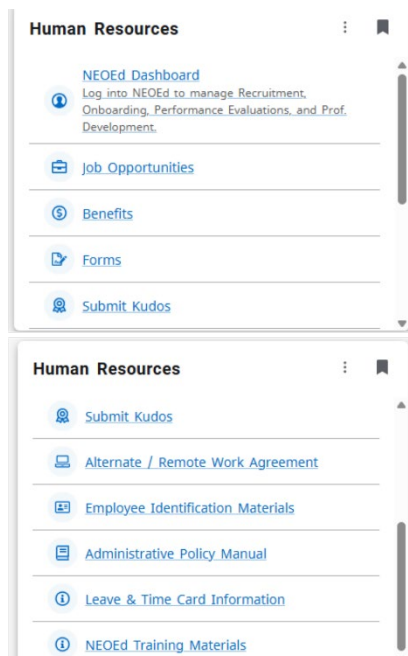 Human Resources
NEOEd Dashboard
Log into NEOEd to manage Recruitment,
Onboarding, Performance Evaluations, and Prof.
Development.
Job Opportunities
Benefits
Forms
Submit Kudos
Human Resources
Submit Kudos
Alternate / Remote Work Agreement
Employee Identification Materials
Administrative Policy Manual
Leave & Time Card Information
NEOEd Training Materials